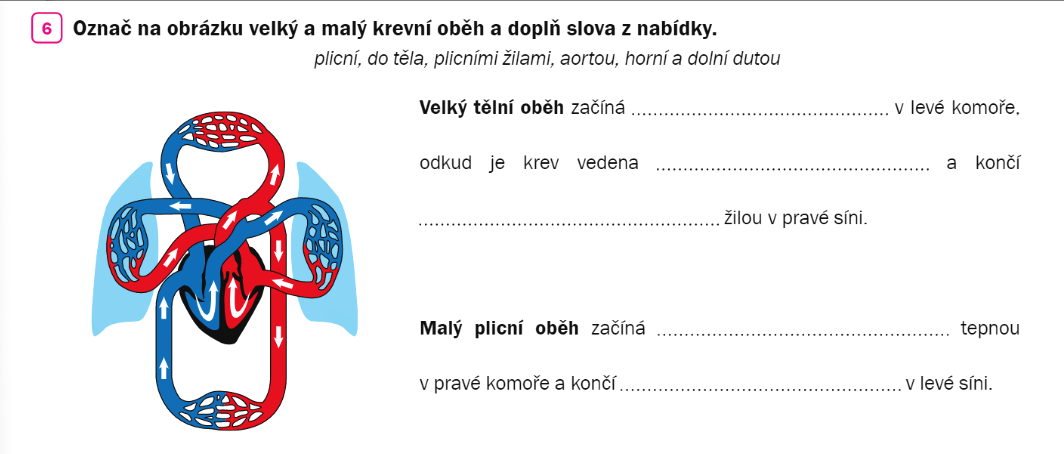 6 Označ na obrázku velký a malý krevní oběh a doplň slova z nabídky.
plicní, do těla, plicními žilami, aortou, horní a dolní dutou
Velký tělní oběh začíná ............................................... v levé komoře,
odkud je krev vedena .................................................. a končí
....................................................... žilou v pravé síni.
Malý plicní oběh začíná ..................................................... tepnou
v pravé komoře a končí ................................................... v levé síni.